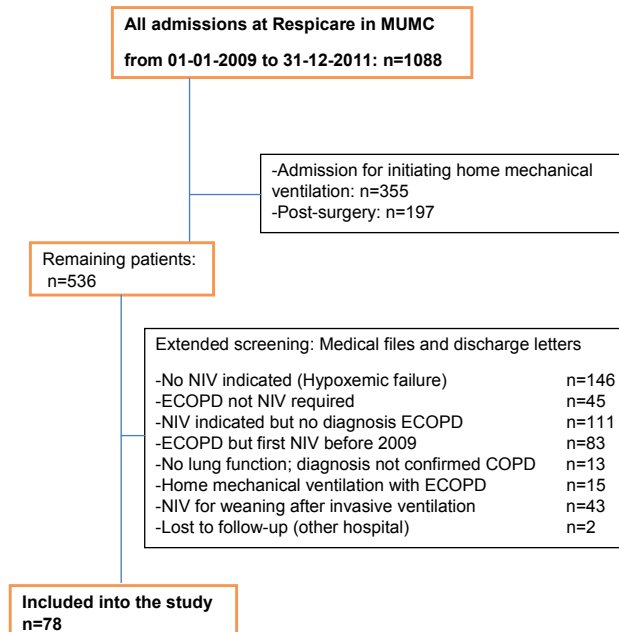 All admissions at Respicare in MUMC
from 01-01-2009 to 31-12-2011: n=1088
-Admission for initiating home mechanical
ventilation: n=355
-Post-surgery: n=197
Remaining patients:
n=536
Extended screening: Medical files and discharge letters
-No NIV indicated (Hypoxemic failure) n=146
-ECOPD not NIV required n=45
-NIV indicated but no diagnosis ECOPD n=111
-ECOPD but first NIV before 2009 n=83
-No lung function; diagnosis not confirmed COPD n=13
-Home mechanical ventilation with ECOPD n=15
-NIV for weaning after invasive ventilation n=43
-Lost to follow-up (other hospital) n=2
Included into the study
n=78